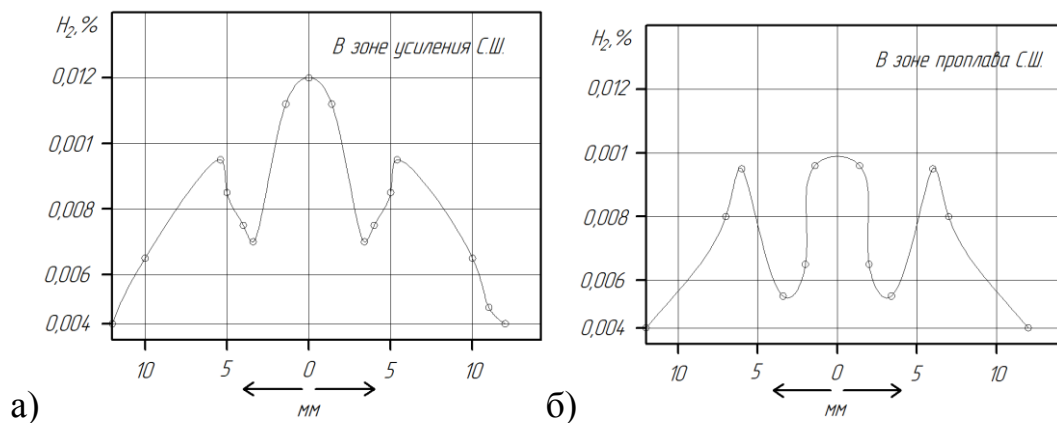 H₂,%
В зоне усиления С.Ш.
0,012
0,001
0,008
0,006
0,004
10 5 0 5 10
мм
а)
H₂,%
В зоне проплава С.Ш.
0,012
0,001
0,008
0,006
0,004
10 5 0 5 10
мм
б)